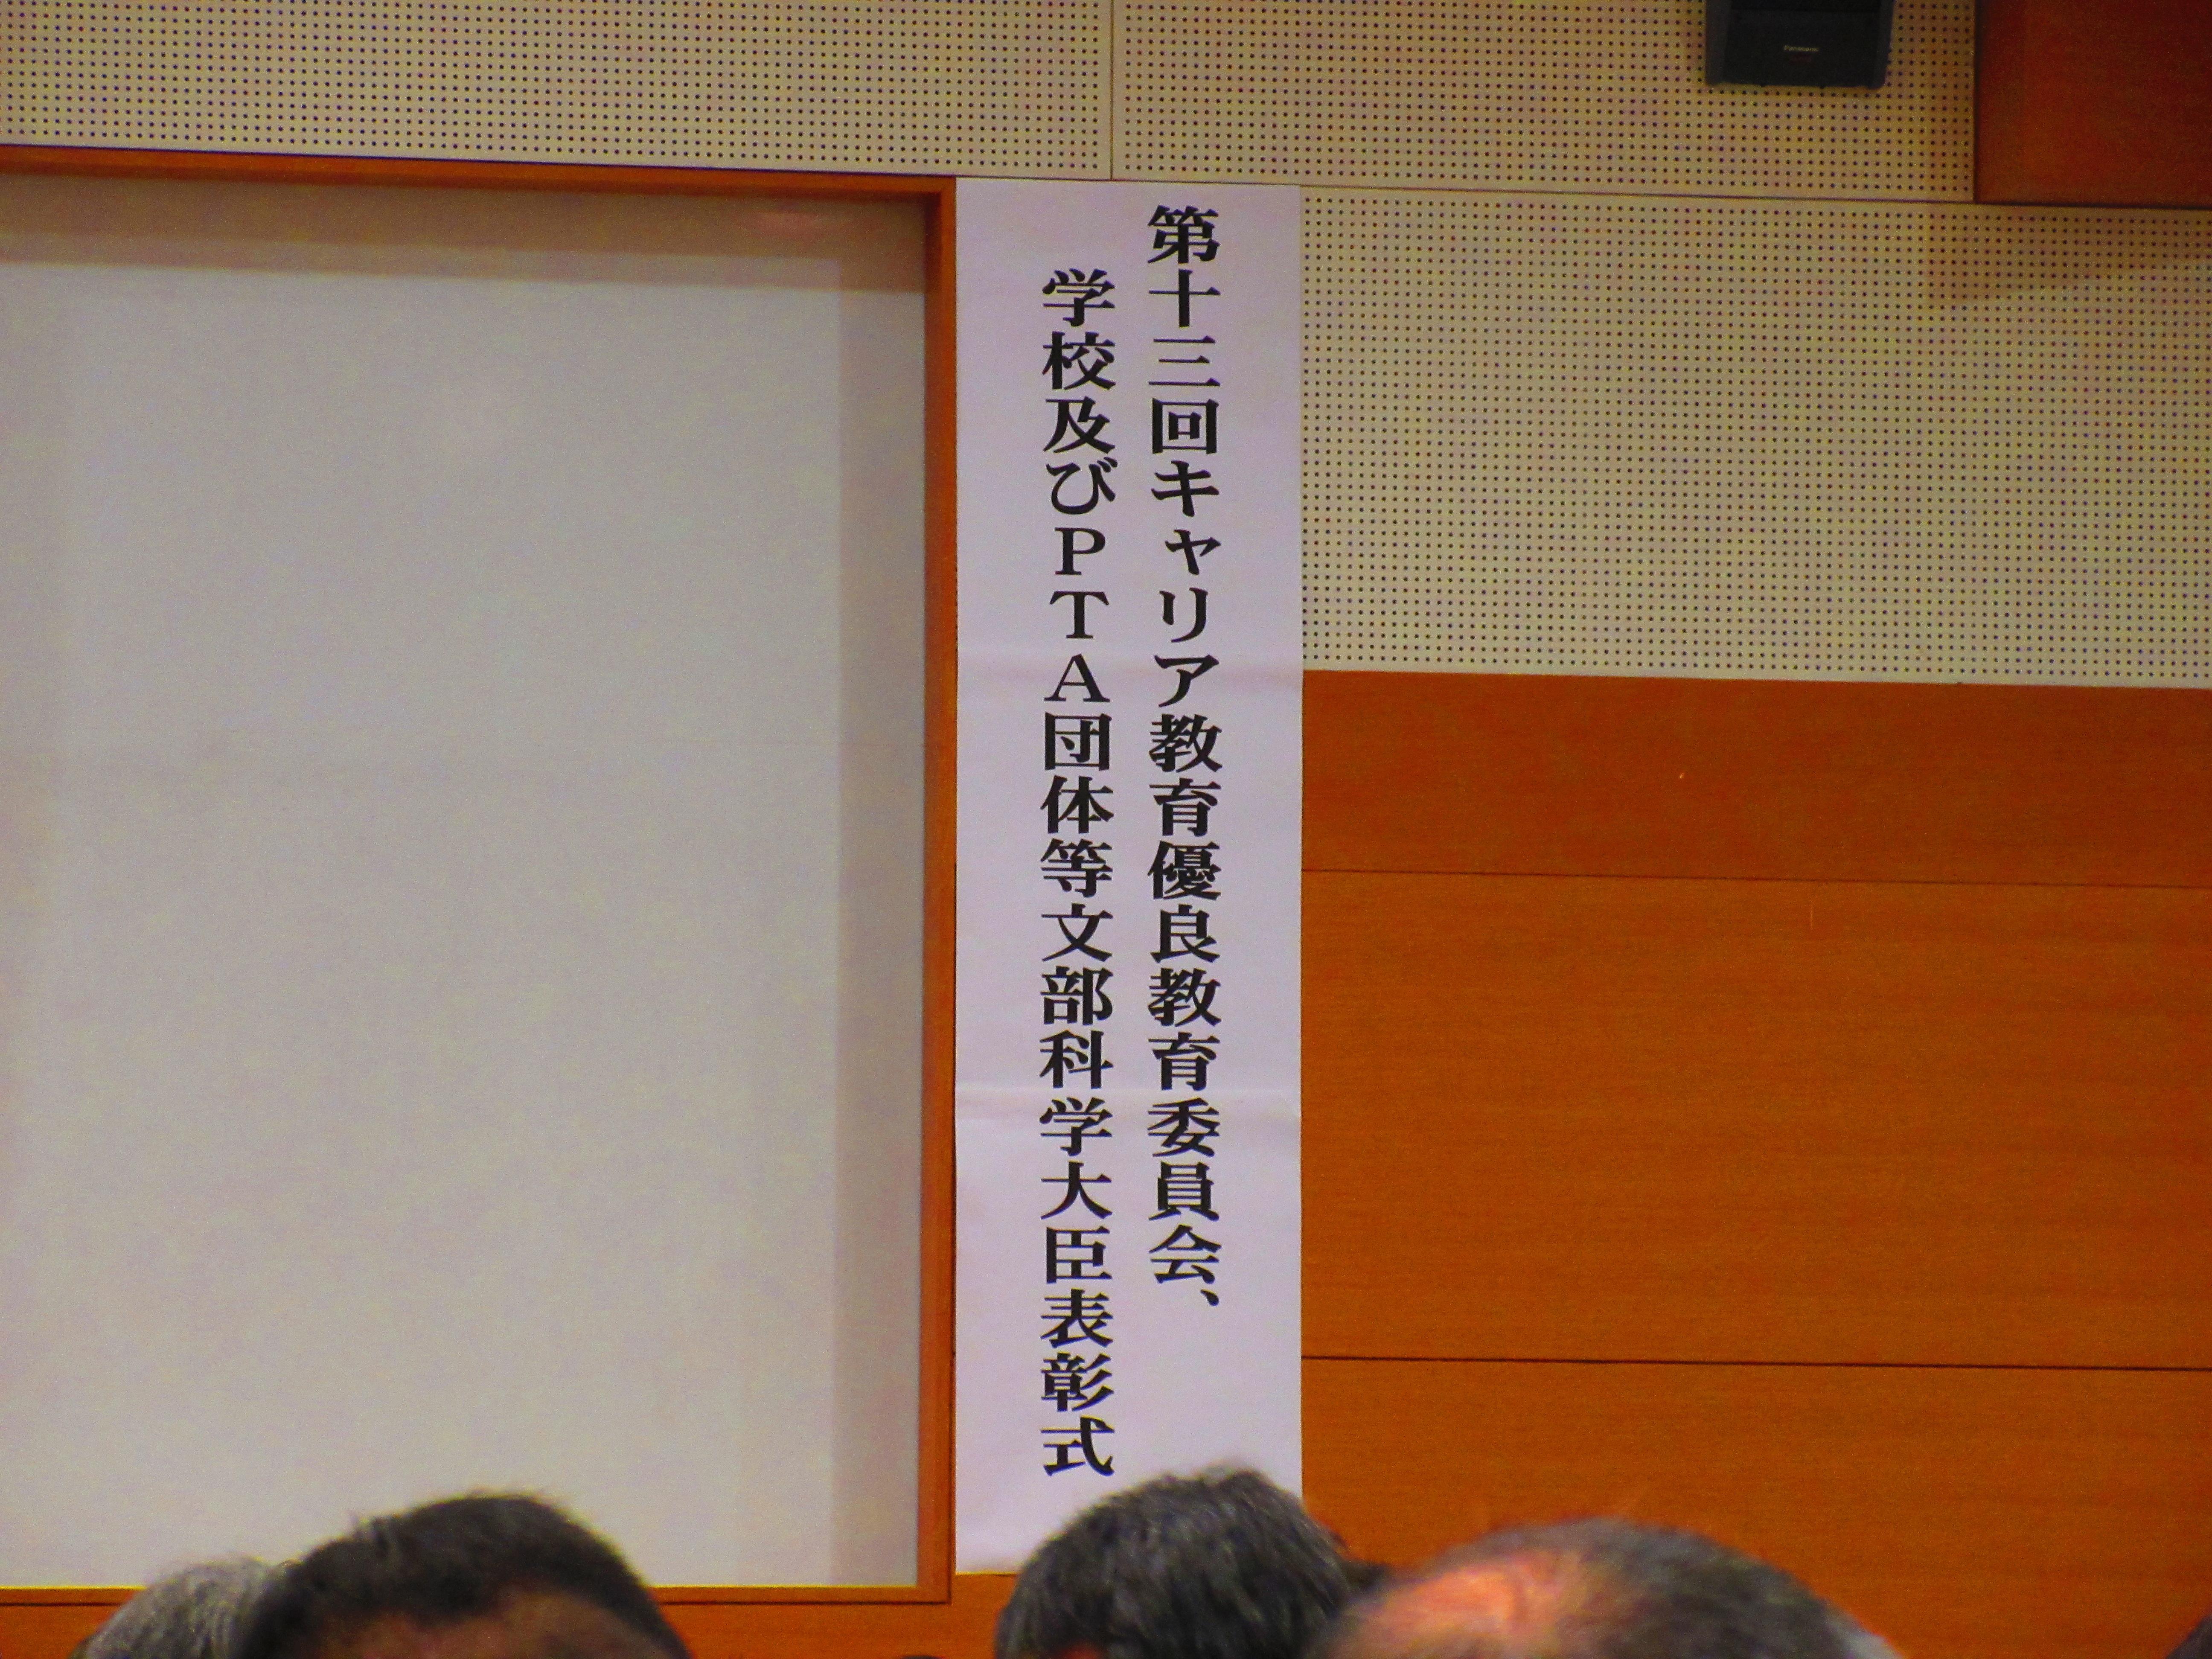 第十三回キャリア教育優良教育委員会、
学校及びPTA団体等文部科学大臣表彰式
Panasonic